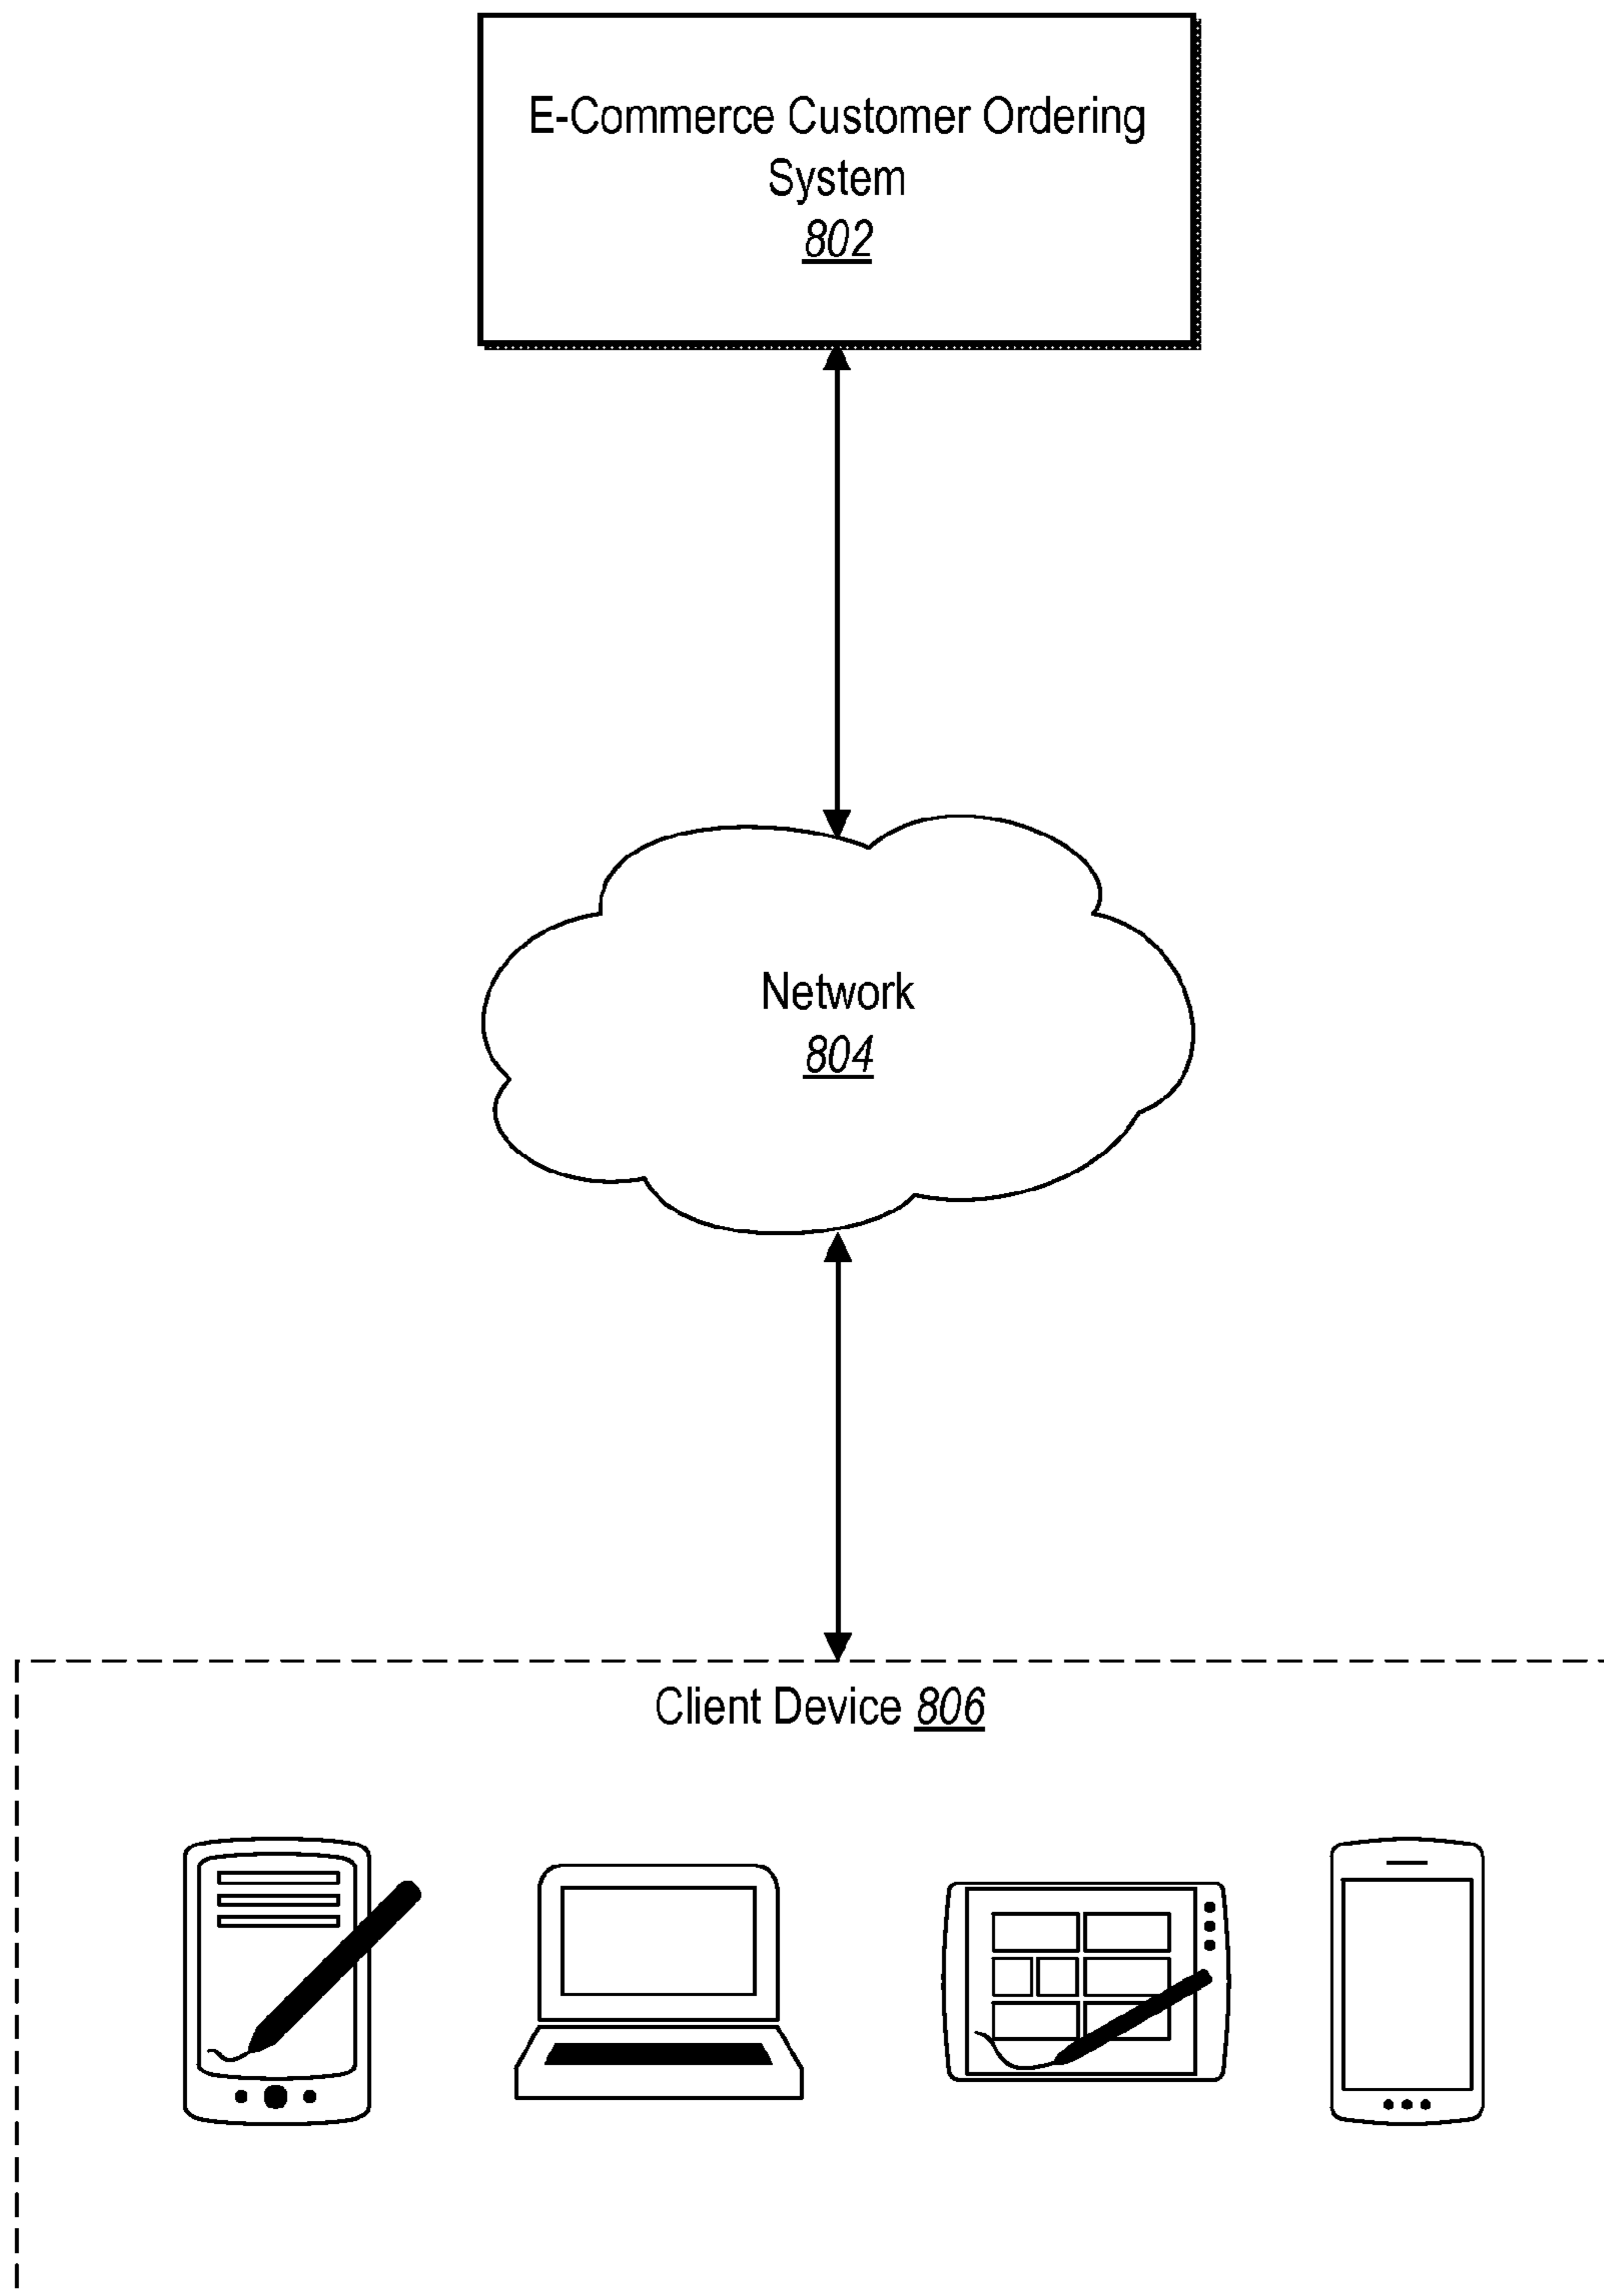 E-Commerce Customer Ordering
System
802
Network
804
Client Device 806